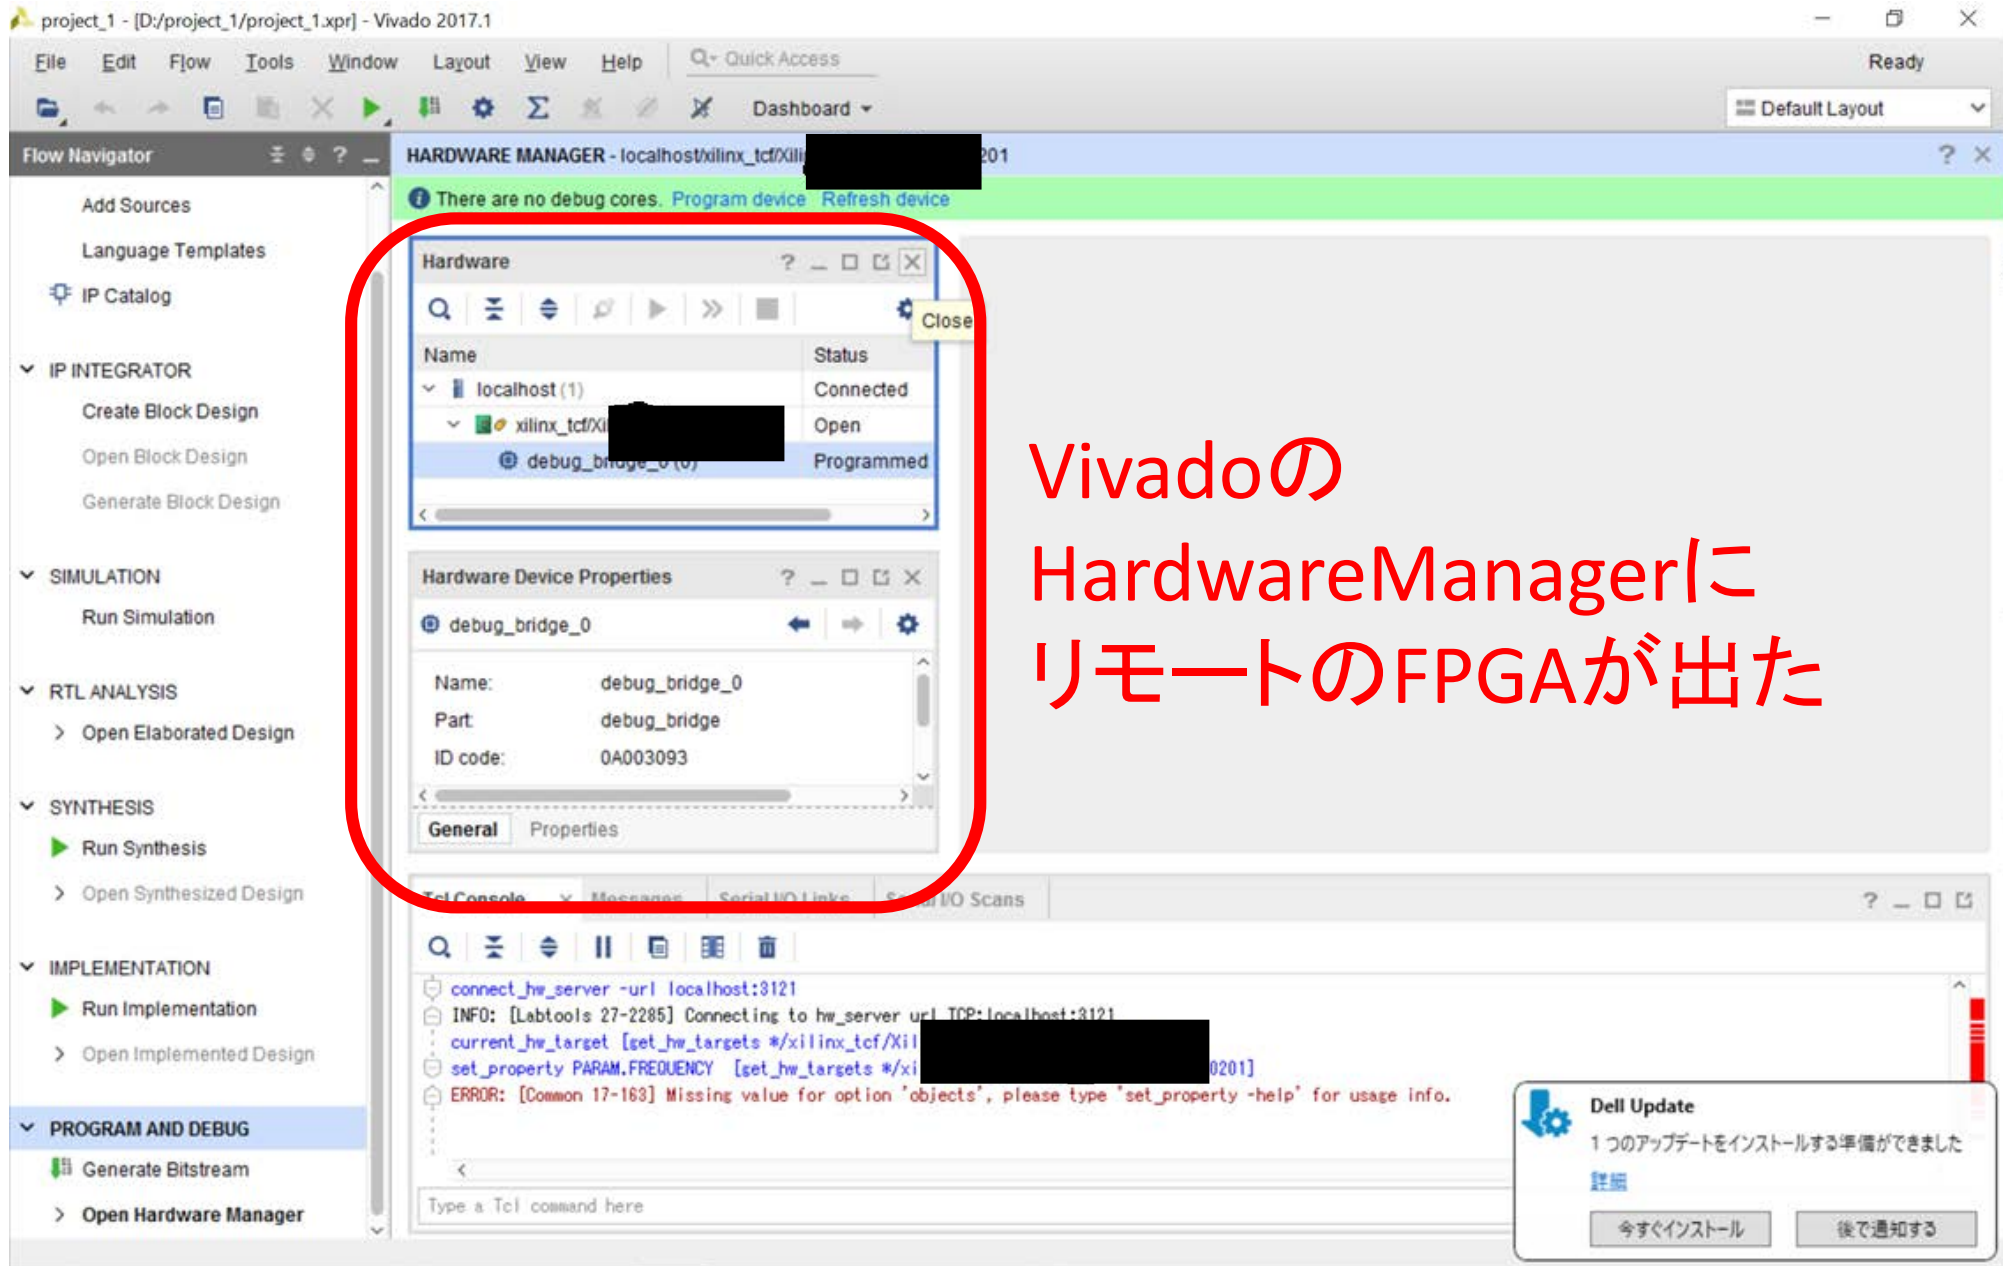 project_1 - [D:/project_1/project_1.xpr] - Vivado 2017.1
File Edit Flow Tools Window Layout View Help Quick Access Ready
Dashboard Default Layout
Flow Navigator
Add Sources
Language Templates
IP Catalog
IP INTEGRATOR
Create Block Design
Open Block Design
Generate Block Design
SIMULATION
Run Simulation
RTL ANALYSIS
Open Elaborated Design
SYNTHESIS
Run Synthesis
Open Synthesized Design
IMPLEMENTATION
Run Implementation
Open Implemented Design
PROGRAM AND DEBUG
Generate Bitstream
Open Hardware Manager
HARDWARE MANAGER - localhost/xilinx_tcf/Xili 201
There are no debug cores. Program device Refresh device
Hardware
Close
Name Status
localhost (1) Connected
xilinx_tcf/Xil Open
debug_bridge_0 (0) Programmed
Hardware Device Properties
debug_bridge_0
Name: debug_bridge_0
Part: debug_bridge
ID code: 0A003093
General Properties
Vivadoの
HardwareManagerに
リモートのFPGAが出た
Tcl Console Messages Serial I/O Links Serial I/O Scans
connect_hw_server -url localhost:3121
INFO: [Labtools 27-2285] Connecting to hw_server url TCP:localhost:3121
current_hw_target [get_hw_targets */xilinx_tcf/Xil
set_property PARAM.FREQUENCY [get_hw_targets */xi 0201]
ERROR: [Common 17-163] Missing value for option 'objects', please type 'set_property -help' for usage info.
Type a Tcl command here
Dell Update
1 つのアップデートをインストールする準備ができました
詳細
今すぐインストール 後で通知する